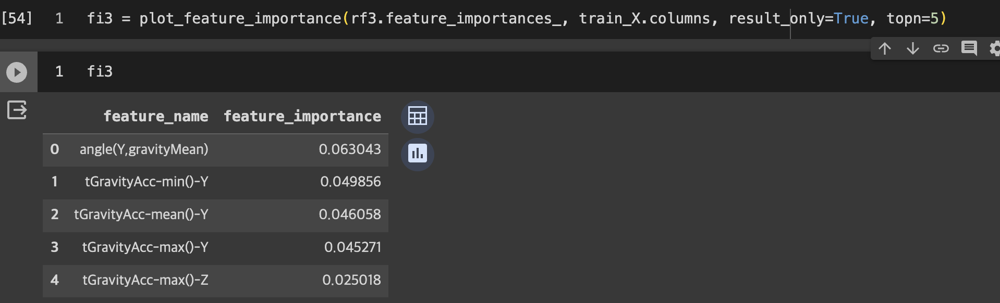 [54] 1 fi3 = plot_feature_importance(rf3.feature_importances_, train_X.columns, result_only=True, topn=5)
1 fi3
feature_name feature_importance
0 angle(Y,gravityMean) 0.063043
1 tGravityAcc-min()-Y 0.049856
2 tGravityAcc-mean()-Y 0.046058
3 tGravityAcc-max()-Y 0.045271
4 tGravityAcc-max()-Z 0.025018